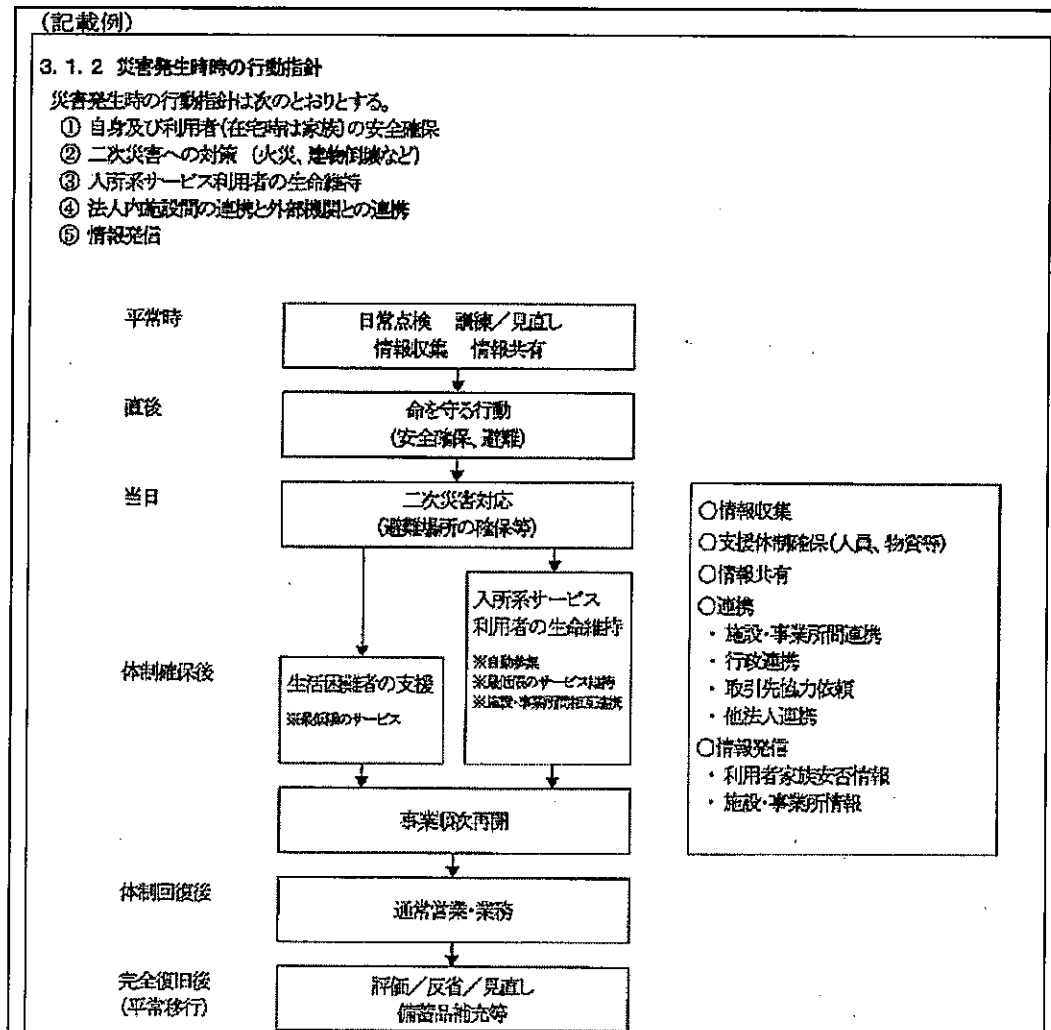 (記載例)
3. 1. 2 災害発生時時の行動指針
災害発生時の行動指針は次のとおりとする。
① 自身及び利用者(在宅時は家族)の安全確保
② 二次災害への対策 (火災、建物倒壊など)
③ 入所系サービス利用者の生命維持
④ 法人内施設間の連携と外部機関との連携
⑤ 情報発信
平常時
日常点検 訓練/見直し
情報収集 情報共有
直後
命を守る行動
(安全確保、避難)
当日
二次災害対応
(避難場所の確保等)
体制確保後
生活困難者の支援
※最低限のサービス
入所系サービス
利用者の生命維持
※自動参集
※最低限のサービス維持
※施設・事業所間相互連携
事業順次再開
体制回復後
通常営業・業務
完全復旧後
(平常移行)
評価/反省/見直し
備蓄品補充等
○情報収集
○支援体制確保(人員、物資等)
○情報共有
○連携
・ 施設・事業所間連携
・ 行政連携
・ 取引先協力依頼
・ 他法人連携
○情報発信
・ 利用者家族安否情報
・ 施設・事業所情報